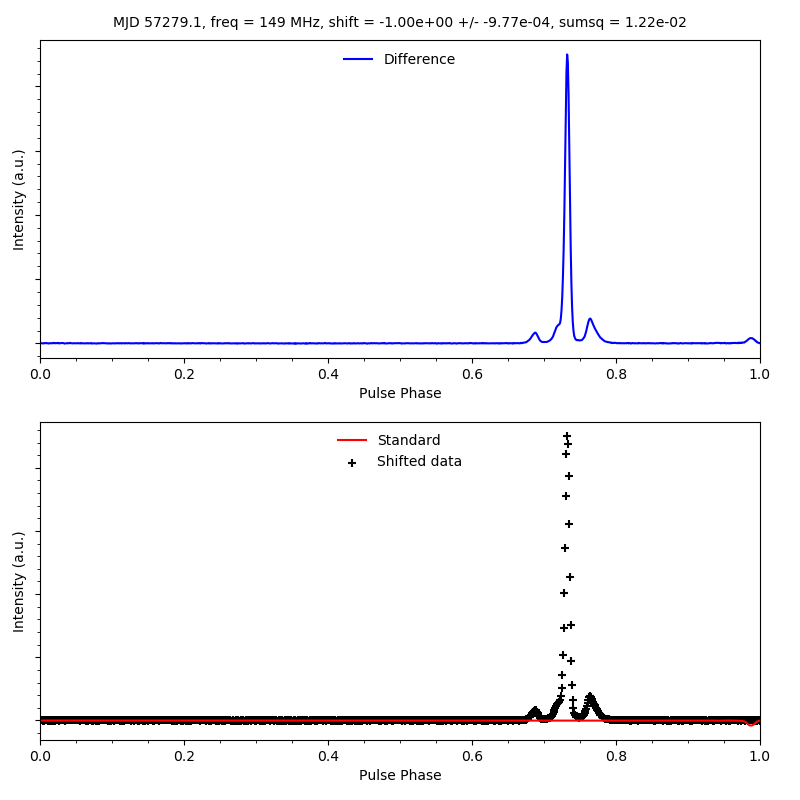 MJD 57279.1, freq = 149 MHz, shift = -1.00e+00 +/- -9.77e-04, sumsq = 1.22e-02
Difference
Intensity (a.u.)
0.0 0.2 0.4 0.6 0.8 1.0
Pulse Phase
Standard
Shifted data
Intensity (a.u.)
0.0 0.2 0.4 0.6 0.8 1.0
Pulse Phase